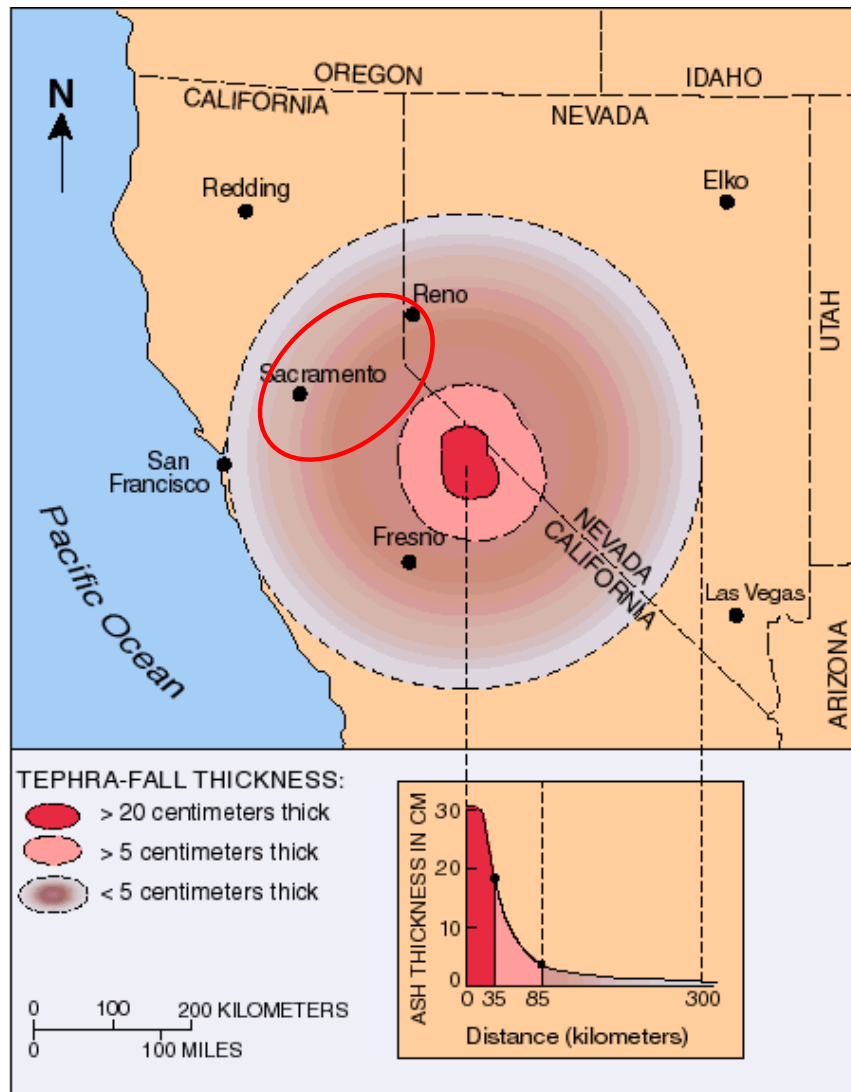 OREGON
IDAHO
N
CALIFORNIA
NEVADA
Redding
Elko
Reno
UTAH
Sacramento
San
Francisco
Pacific Ocean
Fresno
NEVADA
CALIFORNIA
Las Vegas
ARIZONA
TEPHRA-FALL THICKNESS:
> 20 centimeters thick
> 5 centimeters thick
< 5 centimeters thick
0 100 200 KILOMETERS
0 100 MILES
ASH THICKNESS IN CM
30
20
10
0
0 35 85 300
Distance (kilometers)